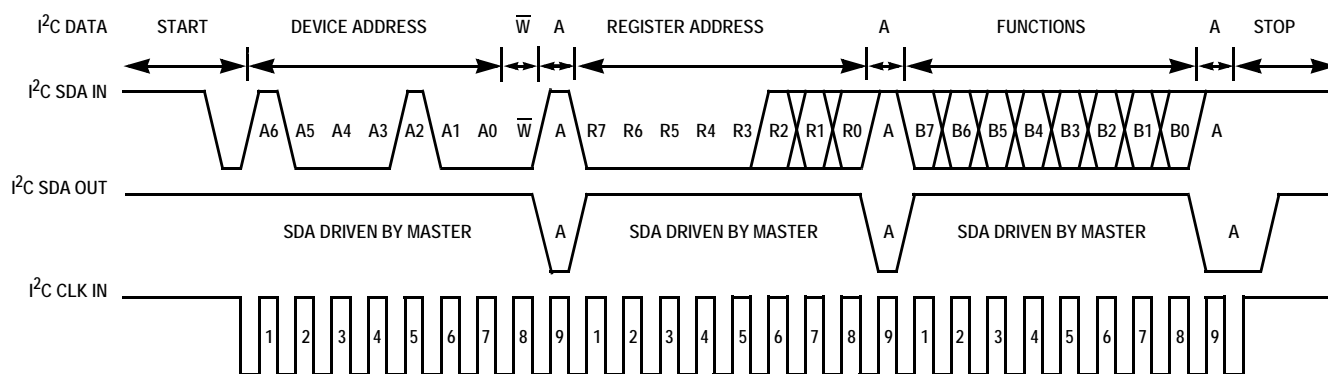 I²C DATA START DEVICE ADDRESS W̅ A REGISTER ADDRESS A FUNCTIONS A STOP
I²C SDA IN
A6 A5 A4 A3 A2 A1 A0 W̅ A R7 R6 R5 R4 R3 R2 R1 R0 A B7 B6 B5 B4 B3 B2 B1 B0 A
I²C SDA OUT
SDA DRIVEN BY MASTER A SDA DRIVEN BY MASTER A SDA DRIVEN BY MASTER A
I²C CLK IN
1 2 3 4 5 6 7 8 9 1 2 3 4 5 6 7 8 9 1 2 3 4 5 6 7 8 9